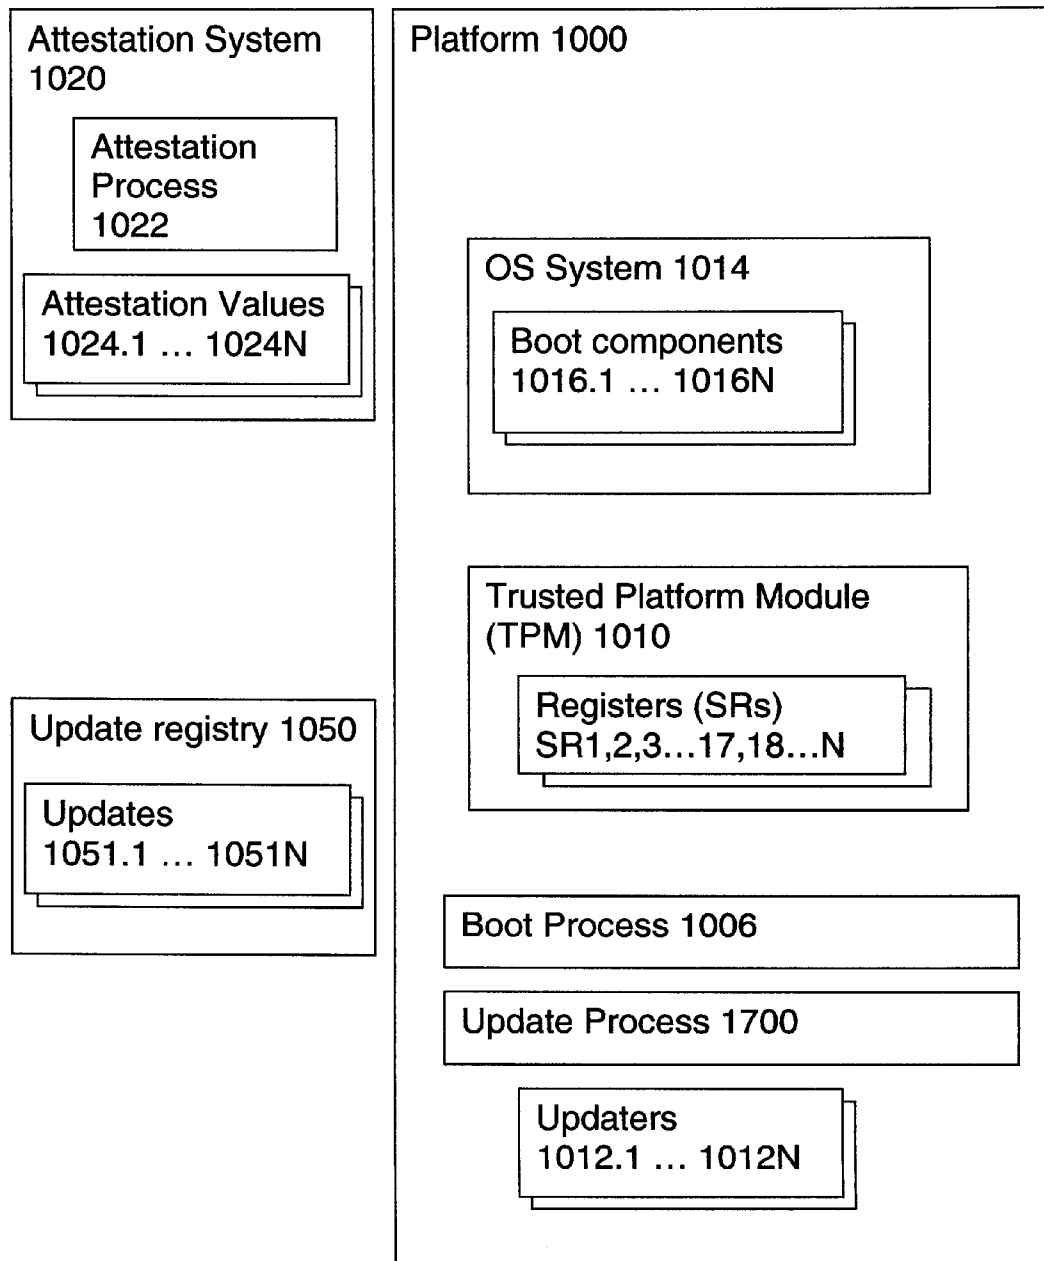 Attestation System
1020
Attestation
Process
1022
Attestation Values
1024.1 ... 1024N
Update registry 1050
Updates
1051.1 ... 1051N
Platform 1000
OS System 1014
Boot components
1016.1 ... 1016N
Trusted Platform Module
(TPM) 1010
Registers (SRs)
SR1,2,3...17,18...N
Boot Process 1006
Update Process 1700
Updaters
1012.1 ... 1012N